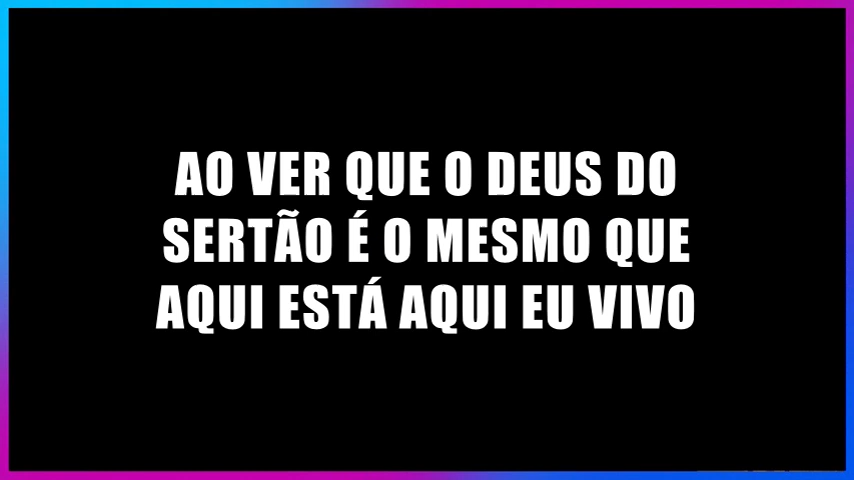 AO VER QUE O DEUS DO
SERTÃO É O MESMO QUE
AQUI ESTÁ AQUI EU VIVO